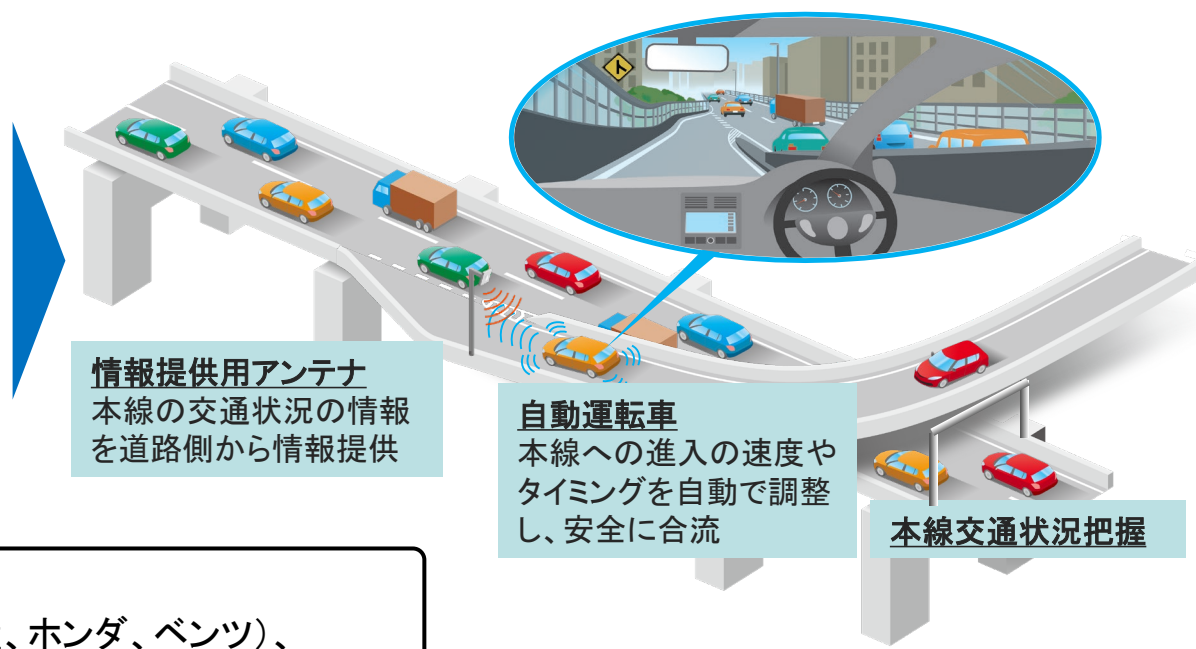 情報提供用アンテナ
本線の交通状況の情報
を道路側から情報提供
自動運転車
本線への進入の速度や
タイミングを自動で調整
し、安全に合流
本線交通状況把握
、ホンダ、ベンツ）、